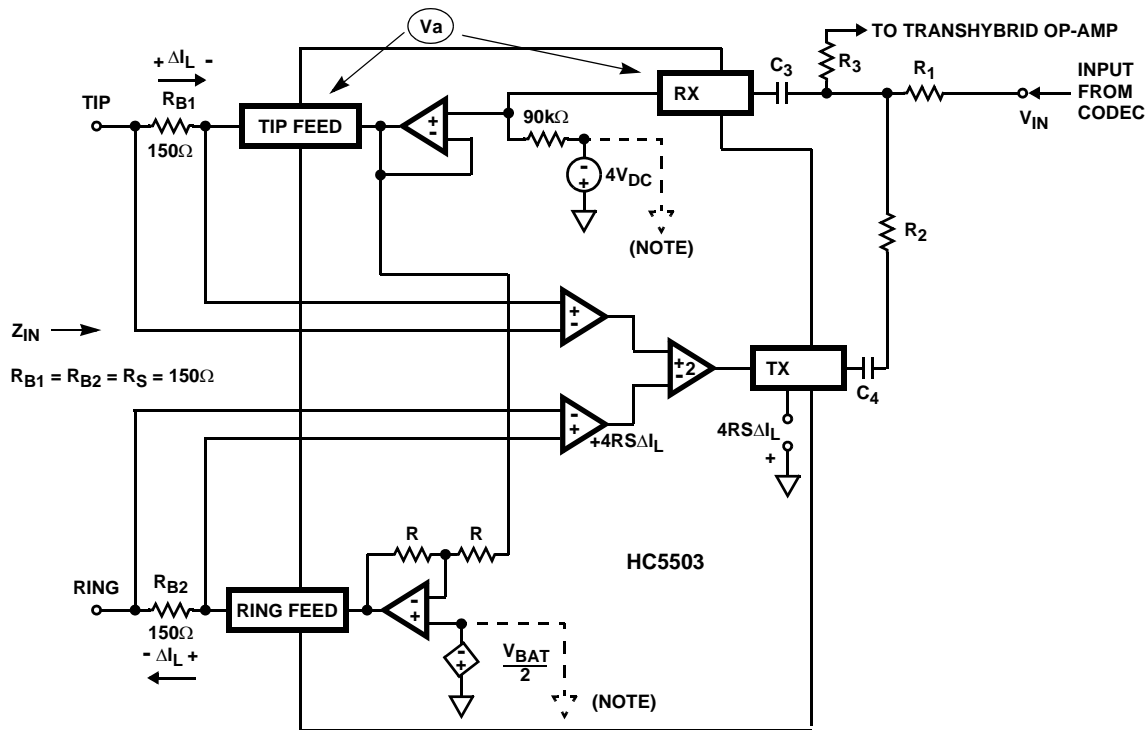 Va
TO TRANSHYBRID OP-AMP
+ ΔIL -
C3
R3
R1
INPUT
FROM
CODEC
TIP
RB1
RX
VIN
TIP FEED
+
-
90kΩ
150Ω
-
+
4VDC
(NOTE)
R2
ZIN
+
-
RB1 = RB2 = RS = 150Ω
+
-
2
TX
C4
-
+
+4RSΔIL
4RSΔIL
+
R
R
HC5503
RING
RB2
RING FEED
-
+
150Ω
-
+
VBAT
2
- ΔIL +
(NOTE)